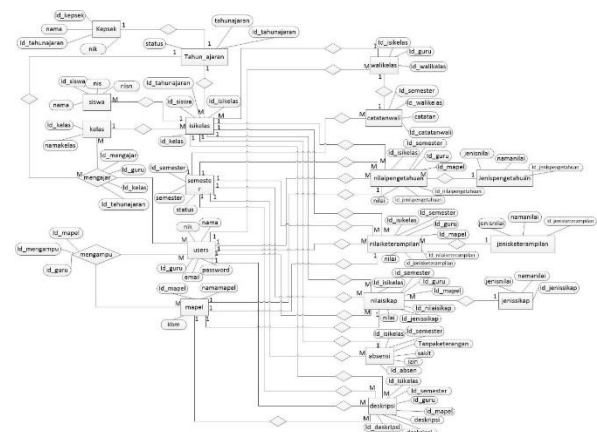 Id_kepsek
Kepsek
nama
Id_tahunajaran
nik
tahunajaran
status
Id_tahunajaran
Tahun_ajaran
Id_siswa
nis
nisn
nama
siswa
Id_tahunajaran
Id_siswa
Id_isikelas
isikelas
Id_kelas
Id_kelas
kelas
namakelas
Id_isikelas
Id_guru
walikelas
Id_walikelas
Id_semester
Id_walikelas
catatan
catatanwali
Id_catatanwali
Id_mengajar
Id_guru
mengajar
Id_kelas
Id_tahunajaran
Id_semester
semester
semester
status
Id_semester
Id_isikelas
Id_guru
Id_mapel
nilaipengetahuan
nilai
jenisnilai
namanilai
Jenispengetahuan
nik
nama
users
Id_guru
password
email
Id_mapel
mengampu
Id_mengampu
Id_guru
Id_semester
Id_isikelas
Id_guru
Id_mapel
nilaiketerampilan
nilai
namanilai
jenisnilai
jenisketerampilan
Id_mapel
namamapel
mapel
kbm
Id_semester
Id_isikelas
Id_guru
Id_mapel
nilaisikap
Id_nilaisikap
nilai
Id_jenissikap
jenisnilai
namanilai
Id_jenissikap
jenissikap
Id_isikelas
Id_semester
Tanpaketerangan
sakit
izin
absensi
Id_absen
Id_isikelas
Id_semester
Id_guru
Id_mapel
deskripsi
deskripsi
Id_deskripsi